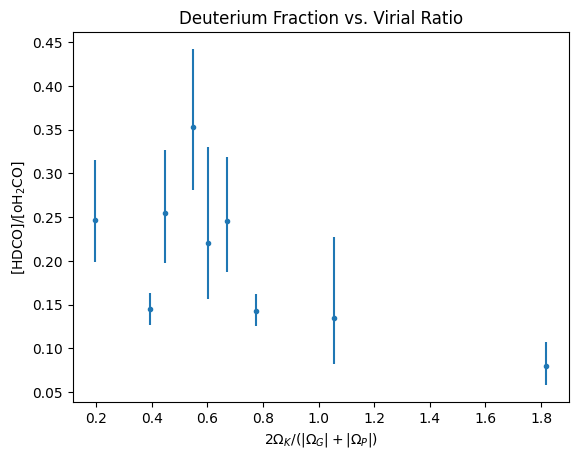 Deuterium Fraction vs. Virial Ratio
[HDCO]/[oH₂CO]
0.45
0.40
0.35
0.30
0.25
0.20
0.15
0.10
0.05
0.2 0.4 0.6 0.8 1.0 1.2 1.4 1.6 1.8
2Ω_K/(|Ω_G| + |Ω_P|)